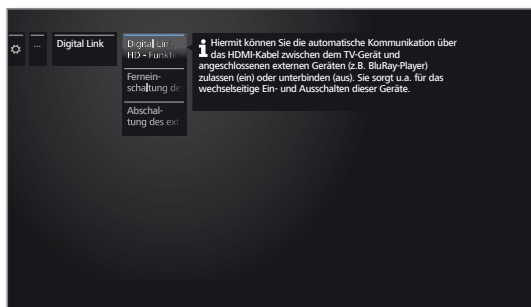 ...
Digital Link
Digital Lin
HD - Funkti
Fernein-
schaltung de
Abschal-
tung des ext
Hiermit können Sie die automatische Kommunikation über
das HDMI-Kabel zwischen dem TV-Gerät und
angeschlossenen externen Geräten (z.B. BluRay-Player)
zulassen (ein) oder unterbinden (aus). Sie sorgt u.a. für das
wechselseitige Ein- und Ausschalten dieser Geräte.